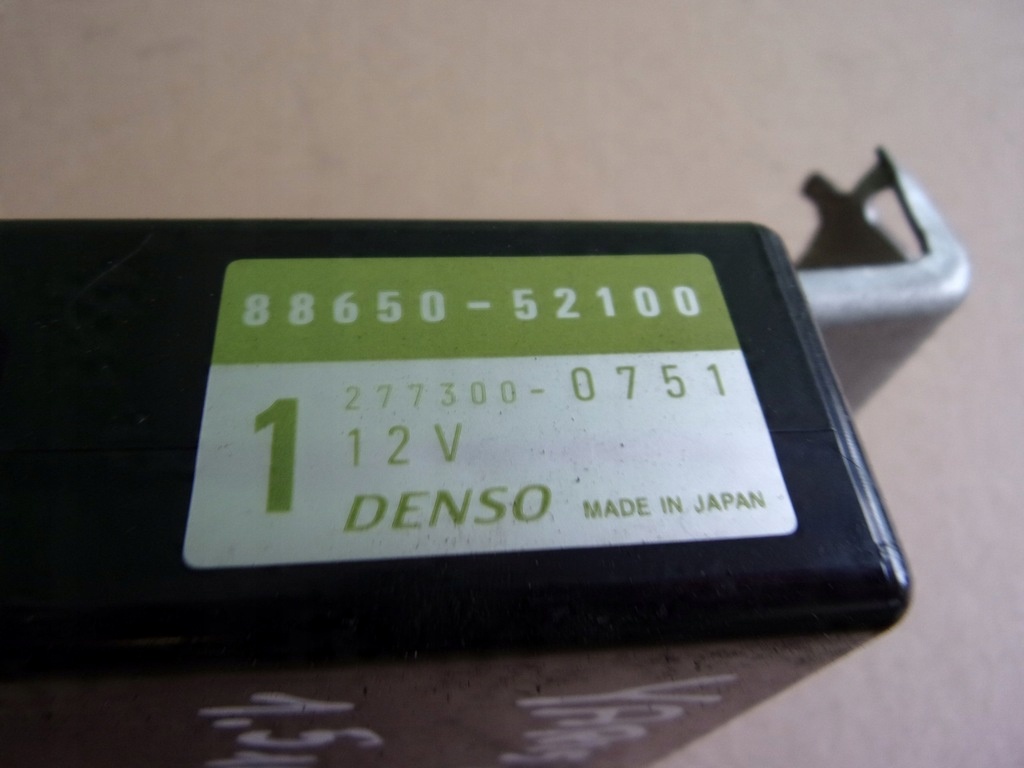 88650-52100
1
277300-0751
12V
DENSO MADE IN JAPAN